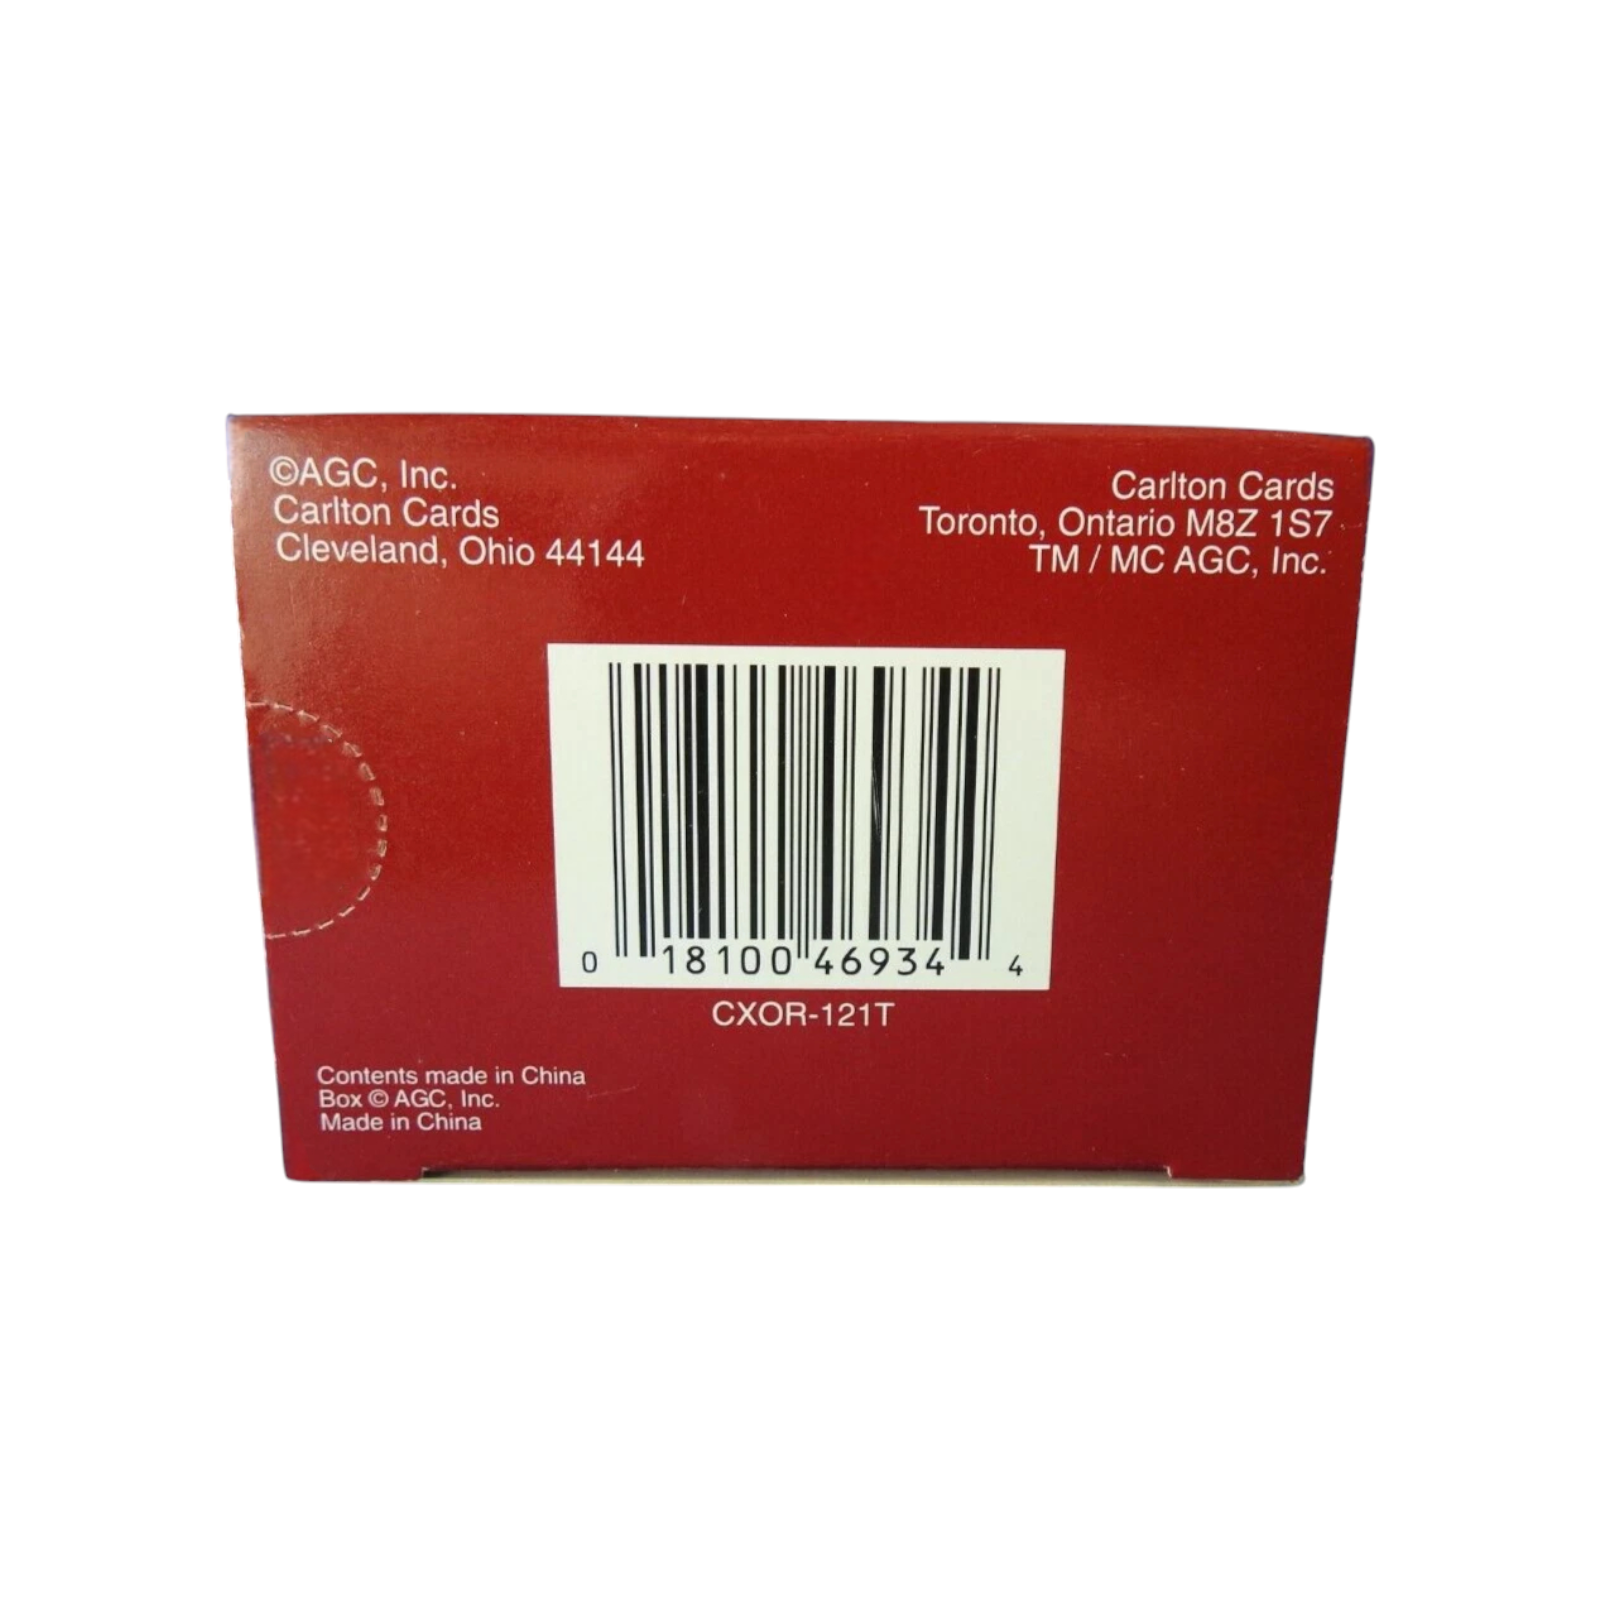 ©AGC, Inc.
Carlton Cards
Cleveland, Ohio 44144
Carlton Cards
Toronto, Ontario M8Z 1S7
TM / MC AGC, Inc.
0 18100 46934 4
CXOR-121T
Contents made in China
Box © AGC, Inc.
Made in China